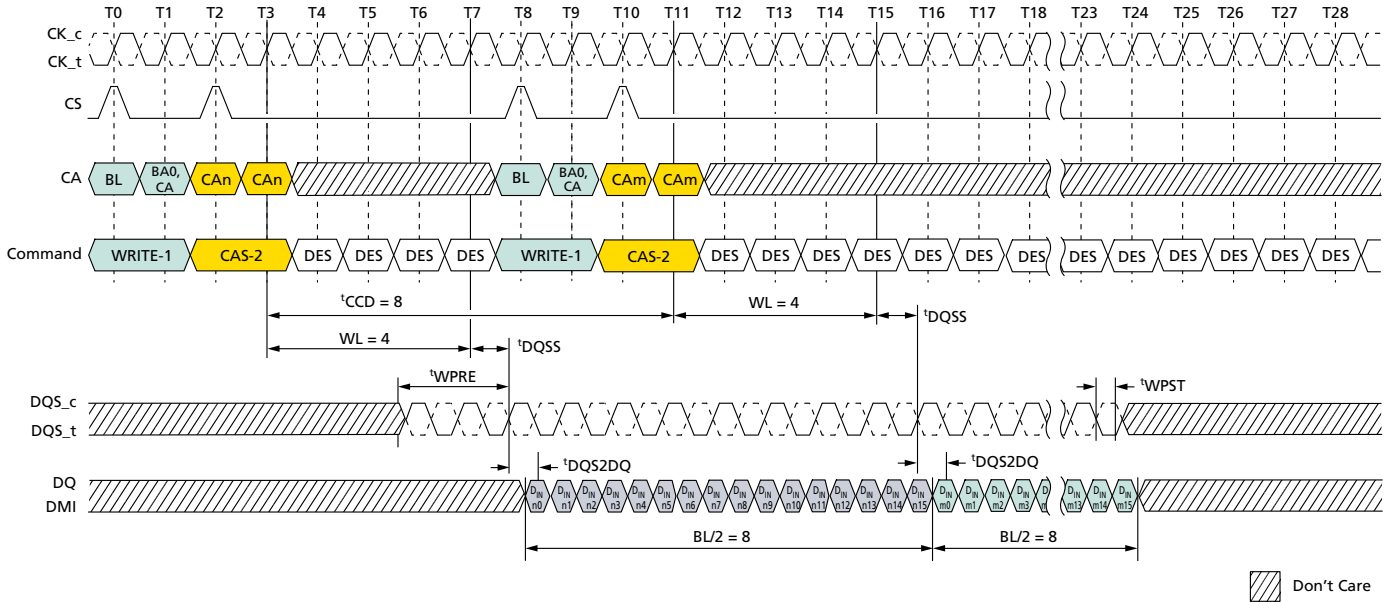 T0 T1 T2 T3 T4 T5 T6 T7 T8 T9 T10 T11 T12 T13 T14 T15 T16 T17 T18 T23 T24 T25 T26 T27 T28
CK_c
CK_t
CS
CA BL BA0, CA CAn CAn BL BA0, CA CAm CAm
Command WRITE-1 CAS-2 DES DES DES DES WRITE-1 CAS-2 DES DES DES DES DES DES DES DES DES DES DES DES DES
tCCD = 8 WL = 4 tDQSS
WL = 4 tDQSS
tWPRE tWPST
DQS_c
DQS_t
tDQS2DQ tDQS2DQ
DQ
DMI
DIN n0 DIN n1 DIN n2 DIN n3 DIN n4 DIN n5 DIN n6 DIN n7 DIN n8 DIN n9 DIN n10 DIN n11 DIN n12 DIN n13 DIN n14 DIN n15 DIN m0 DIN m1 DIN m2 DIN m3 DIN m13 DIN m14 DIN m15
BL/2 = 8 BL/2 = 8
Don't Care